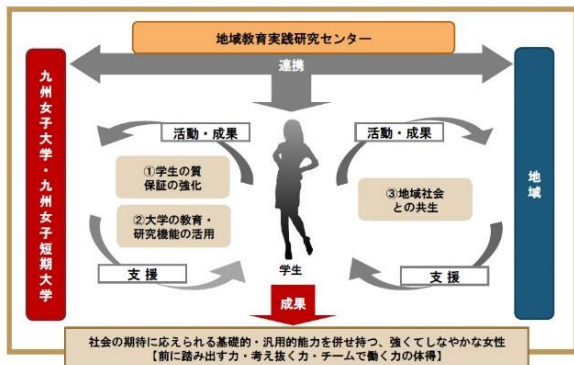 地域教育実践研究センター
連携
九州女子大学・九州女子短期大学
活動・成果
活動・成果
地域
①学生の質
保証の強化
②大学の教育・
研究機能の活用
③地域社会
との共生
支援
学生
支援
成果
社会の期待に応えられる基礎的・汎用的能力を併せ持つ、強くてしなやかな女性
【前に踏み出す力・考え抜く力・チームで働く力の体得】